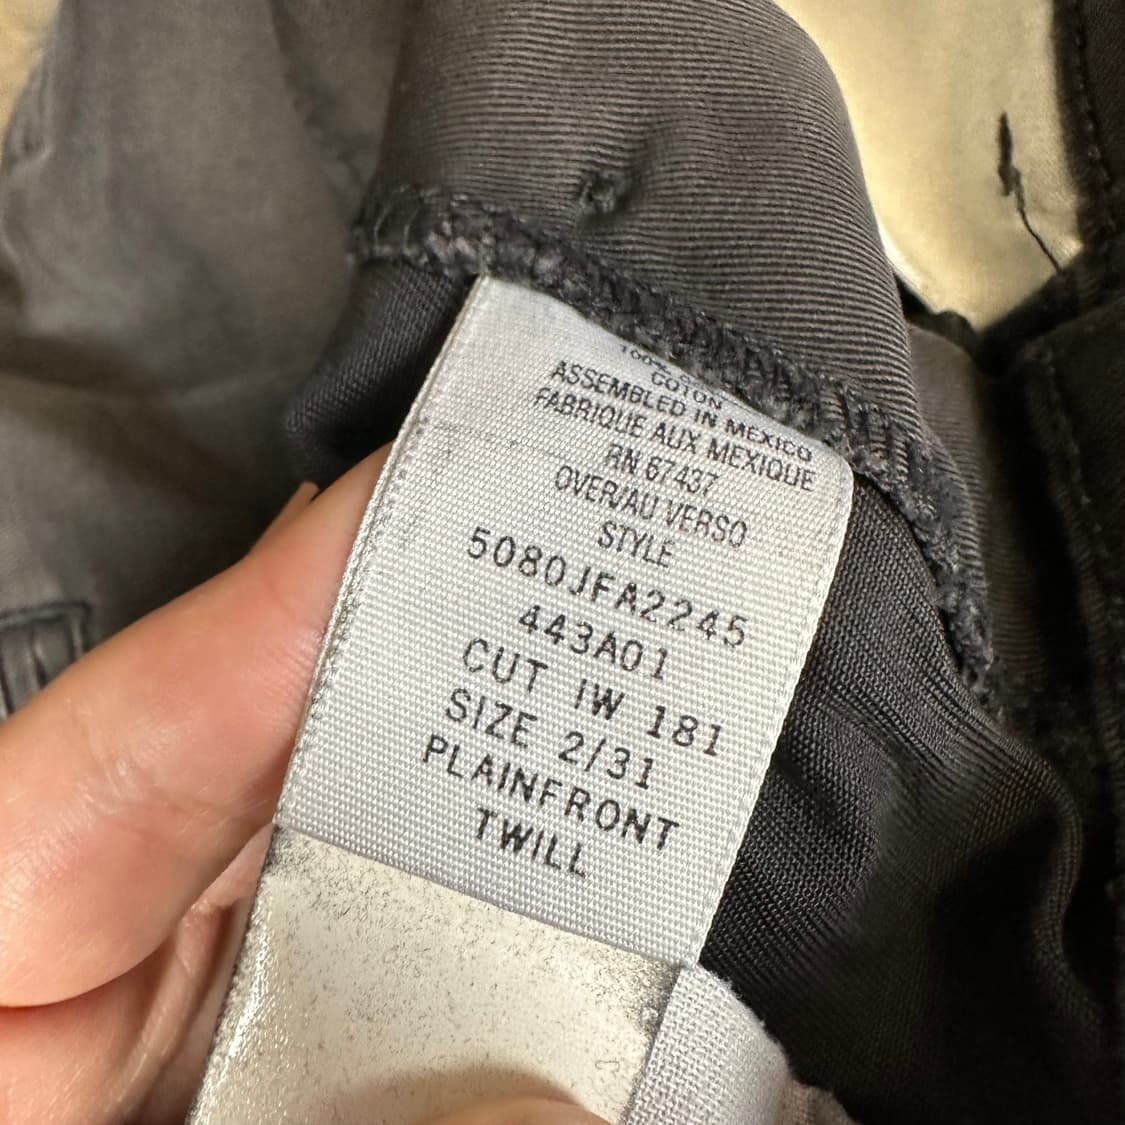 COTON
ASSEMBLED IN MEXICO
FABRIQUE AUX MEXIQUE
RN 67437
OVER/AU VERSO
STYLE
5080JFA2245
443A01
CUT IW 181
SIZE 2/31
PLAINFRONT
TWILL